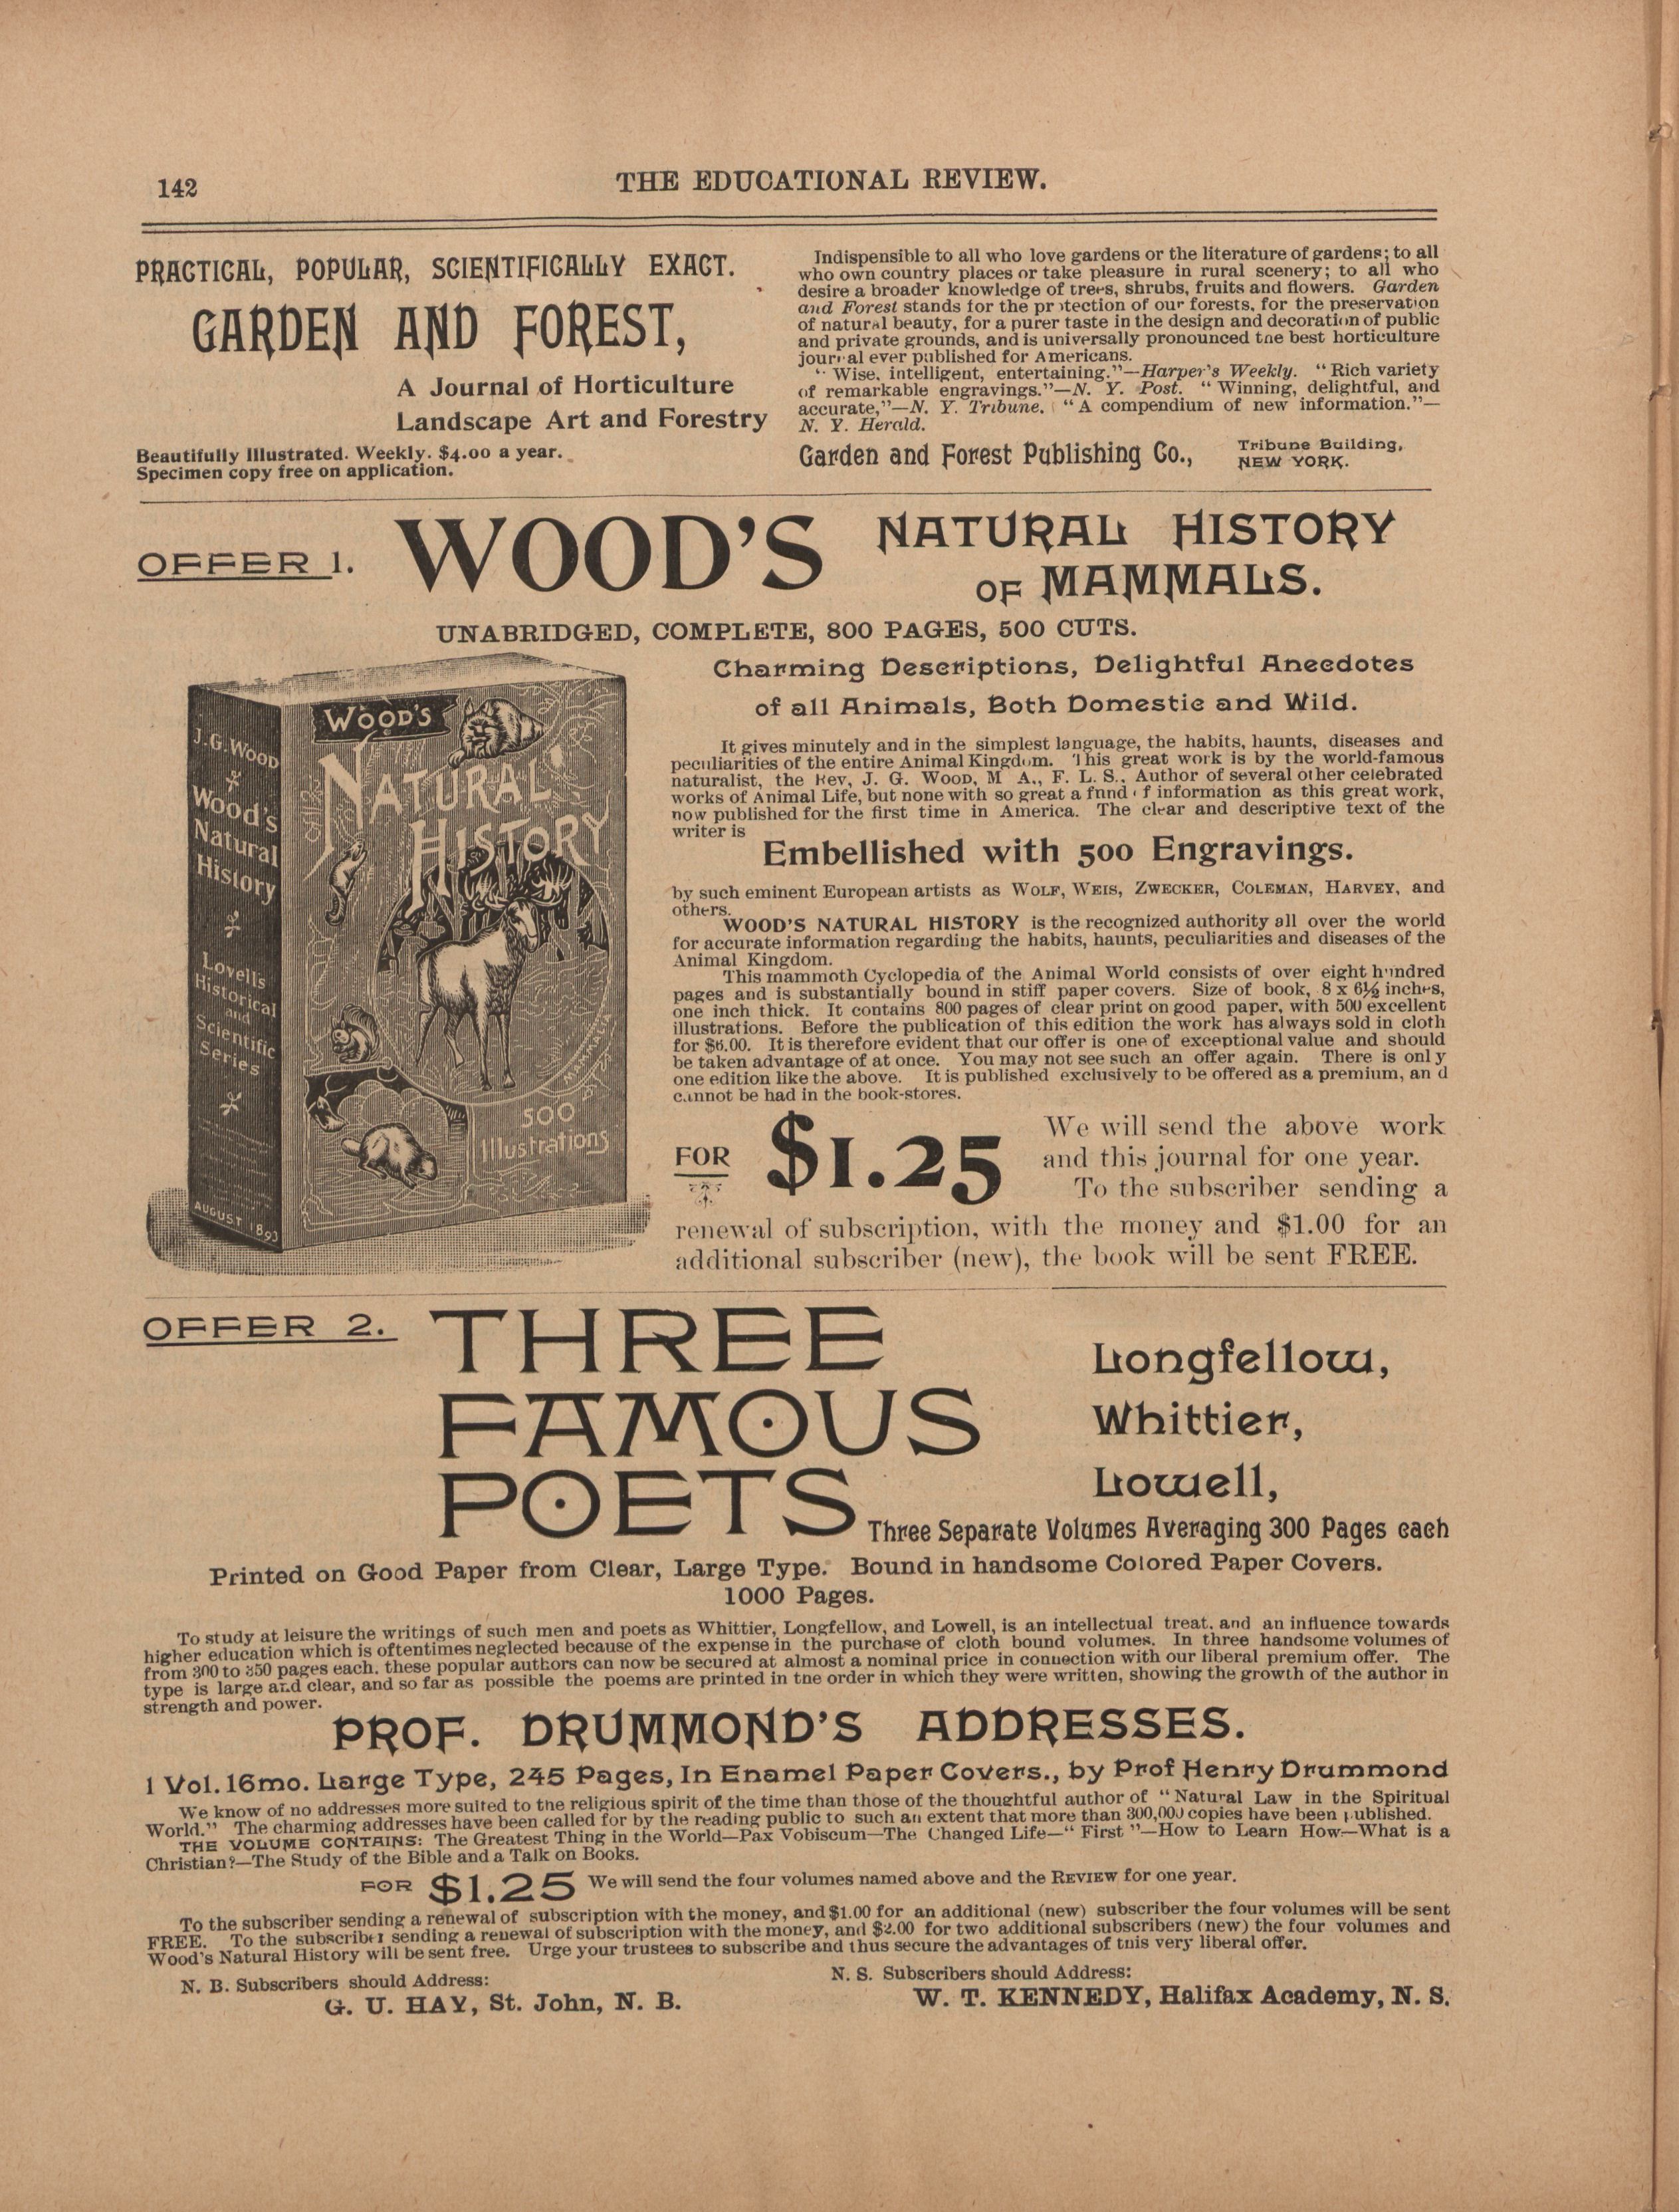 142
THE EDUCATIONAL REVIEW.
PRACTICAL, POPULAR, SCIENTIFICALLY EXACT.
GARDEN AND FOREST,
A Journal of Horticulture
Landscape Art and Forestry
Beautifully Illustrated. Weekly. $4.00 a year.
Specimen copy free on application.
Indispensible to all who love gardens or the literature of gardens; to all
who own country places or take pleasure in rural scenery; to all who
desire a broader knowledge of trees, shrubs, fruits and flowers. Garden
and Forest stands for the protection of our forests, for the preservation
of natural beauty, for a purer taste in the design and decoration of public
and private grounds, and is universally pronounced the best horticulture
journal ever published for Americans.
"Wise, intelligent, entertaining."—Harper's Weekly. "Rich variety
of remarkable engravings."—N. Y. Post. "Winning, delightful, and
accurate,"—N. Y. Tribune. "A compendium of new information."—
N. Y. Herald.
Garden and Forest Publishing Co.,
Tribune Building,
NEW YORK.
OFFER 1.
WOOD'S
NATURAL HISTORY
OF MAMMALS.
UNABRIDGED, COMPLETE, 800 PAGES, 500 CUTS.
J.G. Wood
Wood's
Natural
History
Lovell's
Historical
and
Scientific
Series
AUGUST 1893
WOOD'S
NATURAL
HISTORY
MAMMALIA
500
Illustrations
Charming Descriptions, Delightful Anecdotes
of all Animals, Both Domestic and Wild.
It gives minutely and in the simplest language, the habits, haunts, diseases and
peculiarities of the entire Animal Kingdom. This great work is by the world-famous
naturalist, the Rev, J. G. WOOD, M A., F. L. S., Author of several other celebrated
works of Animal Life, but none with so great a fund of information as this great work,
now published for the first time in America. The clear and descriptive text of the
writer is
Embellished with 500 Engravings.
by such eminent European artists as WOLF, WEIS, ZWECKER, COLEMAN, HARVEY, and
others.
WOOD'S NATURAL HISTORY is the recognized authority all over the world
for accurate information regarding the habits, haunts, peculiarities and diseases of the
Animal Kingdom.
This mammoth Cyclopedia of the Animal World consists of over eight hundred
pages and is substantially bound in stiff paper covers. Size of book, 8 x 6½ inches,
one inch thick. It contains 800 pages of clear print on good paper, with 500 excellent
illustrations. Before the publication of this edition the work has always sold in cloth
for $6.00. It is therefore evident that our offer is one of exceptional value and should
be taken advantage of at once. You may not see such an offer again. There is onl y
one edition like the above. It is published exclusively to be offered as a premium, an d
cannot be had in the book-stores.
FOR $1.25
We will send the above work
and this journal for one year.
To the subscriber sending a
renewal of subscription, with the money and $1.00 for an
additional subscriber (new), the book will be sent FREE.
OFFER 2.
THREE
FAMOUS
POETS
Longfellow,
Whittier,
Lowell,
Three Separate Volumes Averaging 300 Pages each
Printed on Good Paper from Clear, Large Type. Bound in handsome Colored Paper Covers.
1000 Pages.
To study at leisure the writings of such men and poets as Whittier, Longfellow, and Lowell, is an intellectual treat. and an influence towards
higher education which is oftentimes neglected because of the expense in the purchase of cloth bound volumes. In three handsome volumes of
from 300 to 350 pages each. these popular authors can now be secured at almost a nominal price in connection with our liberal premium offer. The
type is large and clear, and so far as possible the poems are printed in the order in which they were written, showing the growth of the author in
strength and power.
PROF. DRUMMOND'S ADDRESSES.
1 Vol. 16mo. Large Type, 245 Pages, In Enamel Paper Covers., by Prof Henry Drummond
We know of no addresses more suited to the religious spirit of the time than those of the thoughtful author of "Natural Law in the Spiritual
World." The charming addresses have been called for by the reading public to such an extent that more than 300,000 copies have been published.
THE VOLUME CONTAINS: The Greatest Thing in the World—Pax Vobiscum—The Changed Life—"First"—How to Learn How—What is a
Christian?—The Study of the Bible and a Talk on Books.
FOR $1.25 We will send the four volumes named above and the REVIEW for one year.
To the subscriber sending a renewal of subscription with the money, and $1.00 for an additional (new) subscriber the four volumes will be sent
FREE. To the subscriber sending a renewal of subscription with the money, and $2.00 for two additional subscribers (new) the four volumes and
Wood's Natural History will be sent free. Urge your trustees to subscribe and thus secure the advantages of this very liberal offer.
N. B. Subscribers should Address:
G. U. HAY, St. John, N. B.
N. S. Subscribers should Address:
W. T. KENNEDY, Halifax Academy, N. S.